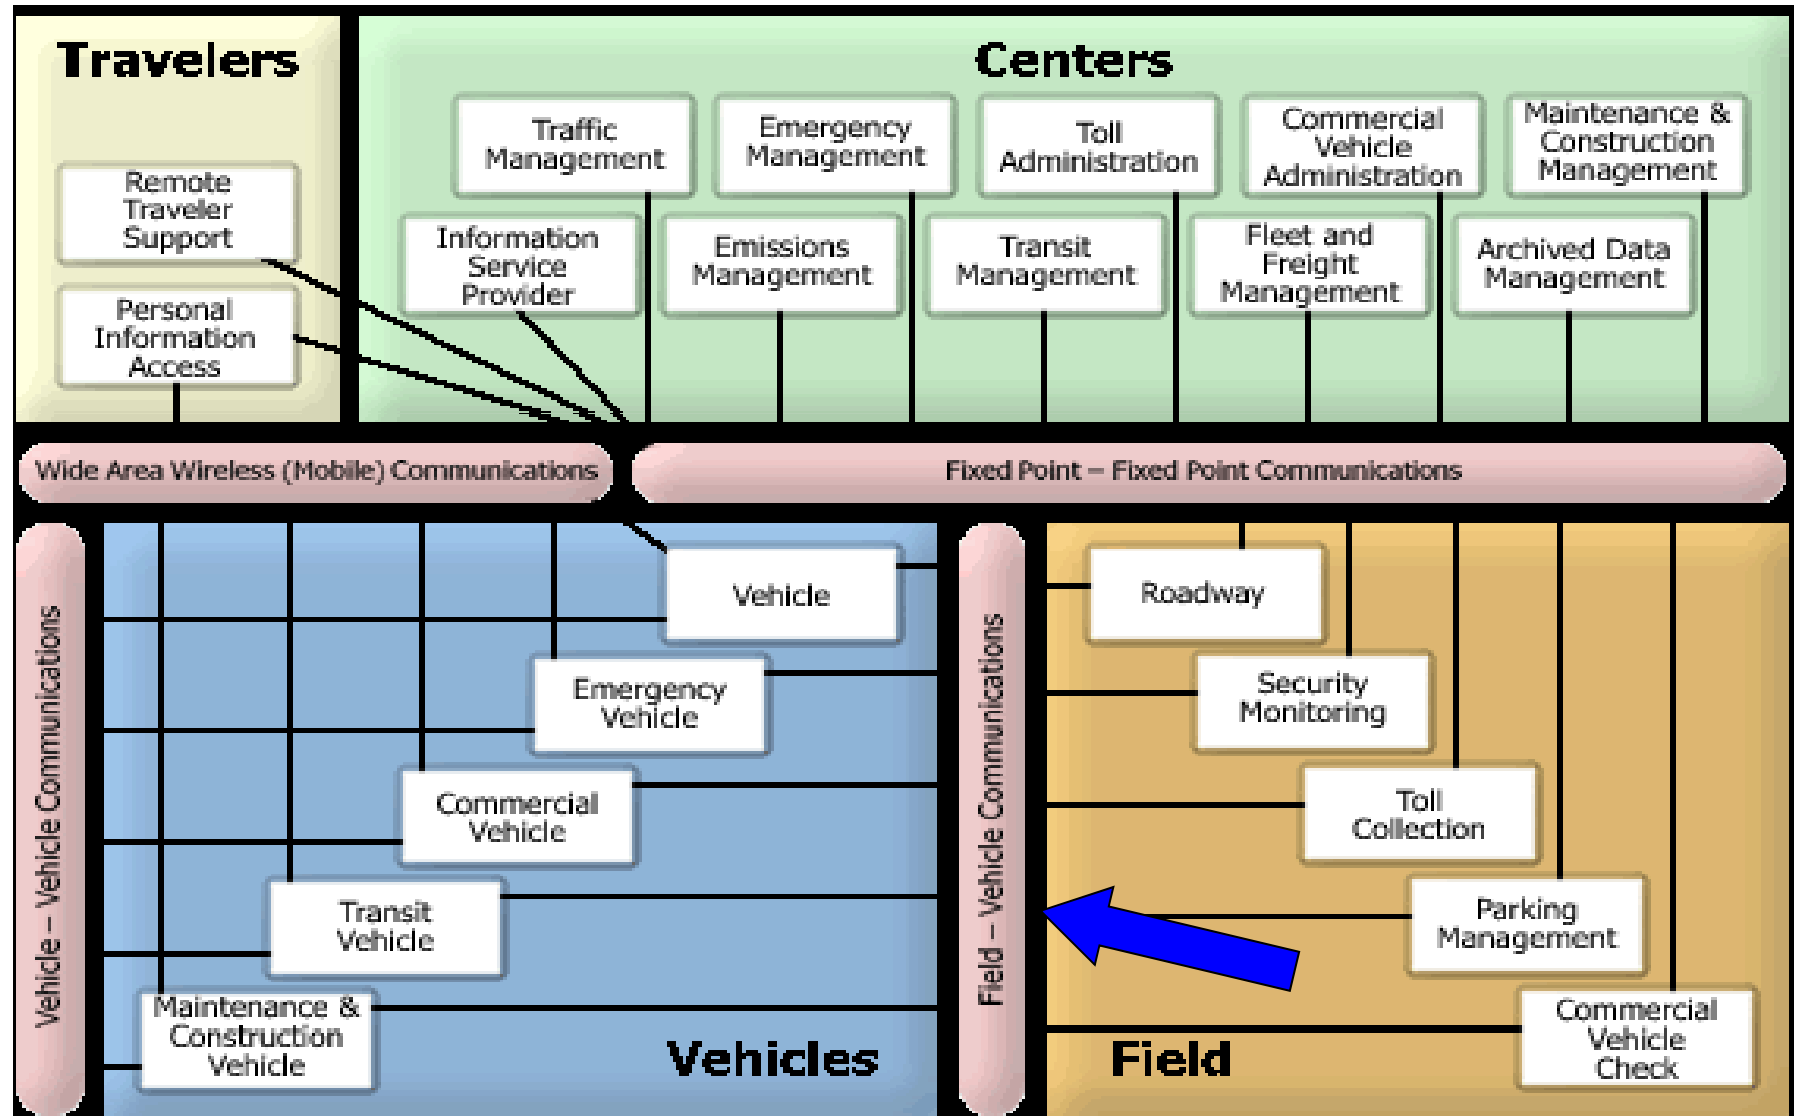 Travelers
Remote
Traveler
Support
Personal
Information
Access
Centers
Traffic
Management
Emergency
Management
Toll
Administration
Commercial
Vehicle
Administration
Maintenance &
Construction
Management
Information
Service
Provider
Emissions
Management
Transit
Management
Fleet and
Freight
Management
Archived Data
Management
Wide Area Wireless (Mobile) Communications
Fixed Point – Fixed Point Communications
Vehicle – Vehicle Communications
Vehicle
Emergency
Vehicle
Commercial
Vehicle
Transit
Vehicle
Maintenance &
Construction
Vehicle
Vehicles
Field – Vehicle Communications
Roadway
Security
Monitoring
Toll
Collection
Parking
Management
Commercial
Vehicle
Check
Field